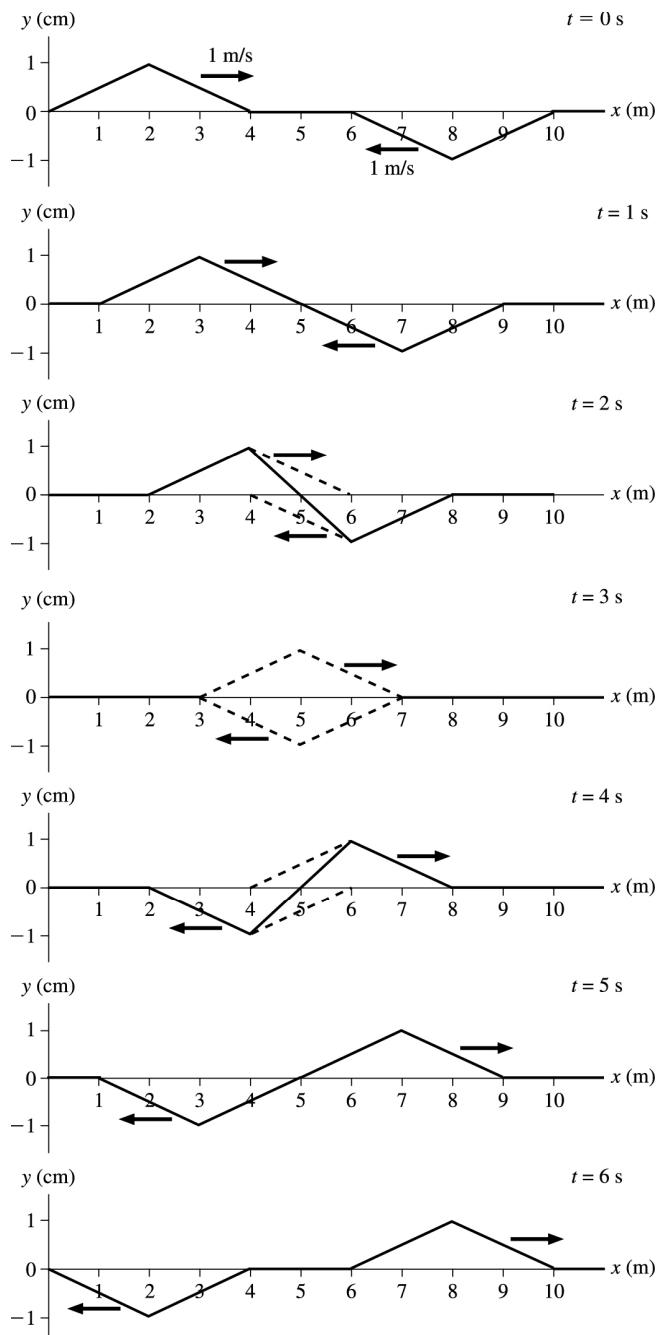 y (cm) t = 0 s
1 m/s
1
0 1 2 3 4 5 6 7 8 9 10 x (m)
−1
1 m/s
y (cm) t = 1 s
1
0 1 2 3 4 5 6 7 8 9 10 x (m)
−1
y (cm) t = 2 s
1
0 1 2 3 4 5 6 7 8 9 10 x (m)
−1
y (cm) t = 3 s
1
0 1 2 3 4 5 6 7 8 9 10 x (m)
−1
y (cm) t = 4 s
1
0 1 2 3 4 5 6 7 8 9 10 x (m)
−1
y (cm) t = 5 s
1
0 1 2 3 4 5 6 7 8 9 10 x (m)
−1
y (cm) t = 6 s
1
0 1 2 3 4 5 6 7 8 9 10 x (m)
−1